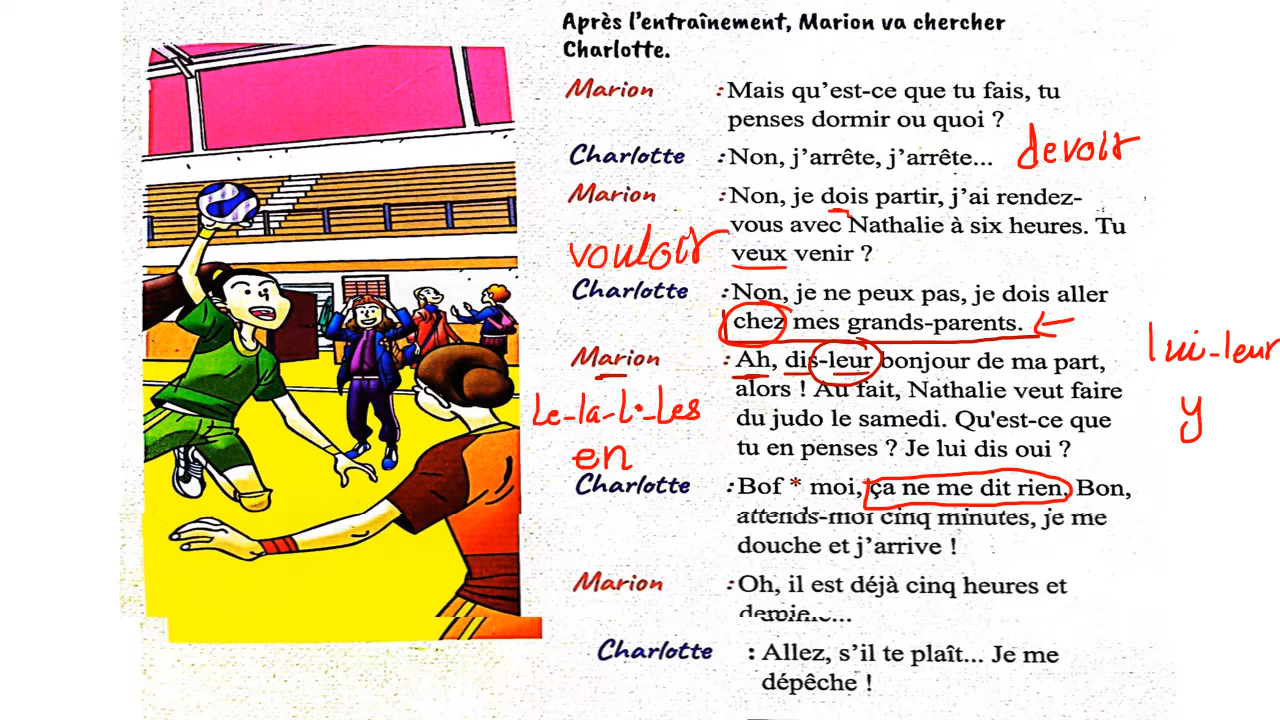 Après l'entraînement, Marion va chercher
Charlotte.
Marion : Mais qu'est-ce que tu fais, tu
penses dormir ou quoi ?
Charlotte : Non, j'arrête, j'arrête...
devoir
Marion : Non, je dois partir, j'ai rendez-
vous avec Nathalie à six heures. Tu
vouloir
veux venir ?
Charlotte : Non, je ne peux pas, je dois aller
chez mes grands-parents.
Marion : Ah, dis-leur bonjour de ma part,
lui-leur
alors ! Au fait, Nathalie veut faire
Le-la-l'-Les
y
du judo le samedi. Qu'est-ce que
tu en penses ? Je lui dis oui ?
en
Charlotte : Bof * moi, ça ne me dit rien. Bon,
attends-moi cinq minutes, je me
douche et j'arrive !
Marion : Oh, il est déjà cinq heures et
demie...
Charlotte : Allez, s'il te plaît... Je me
dépêche !